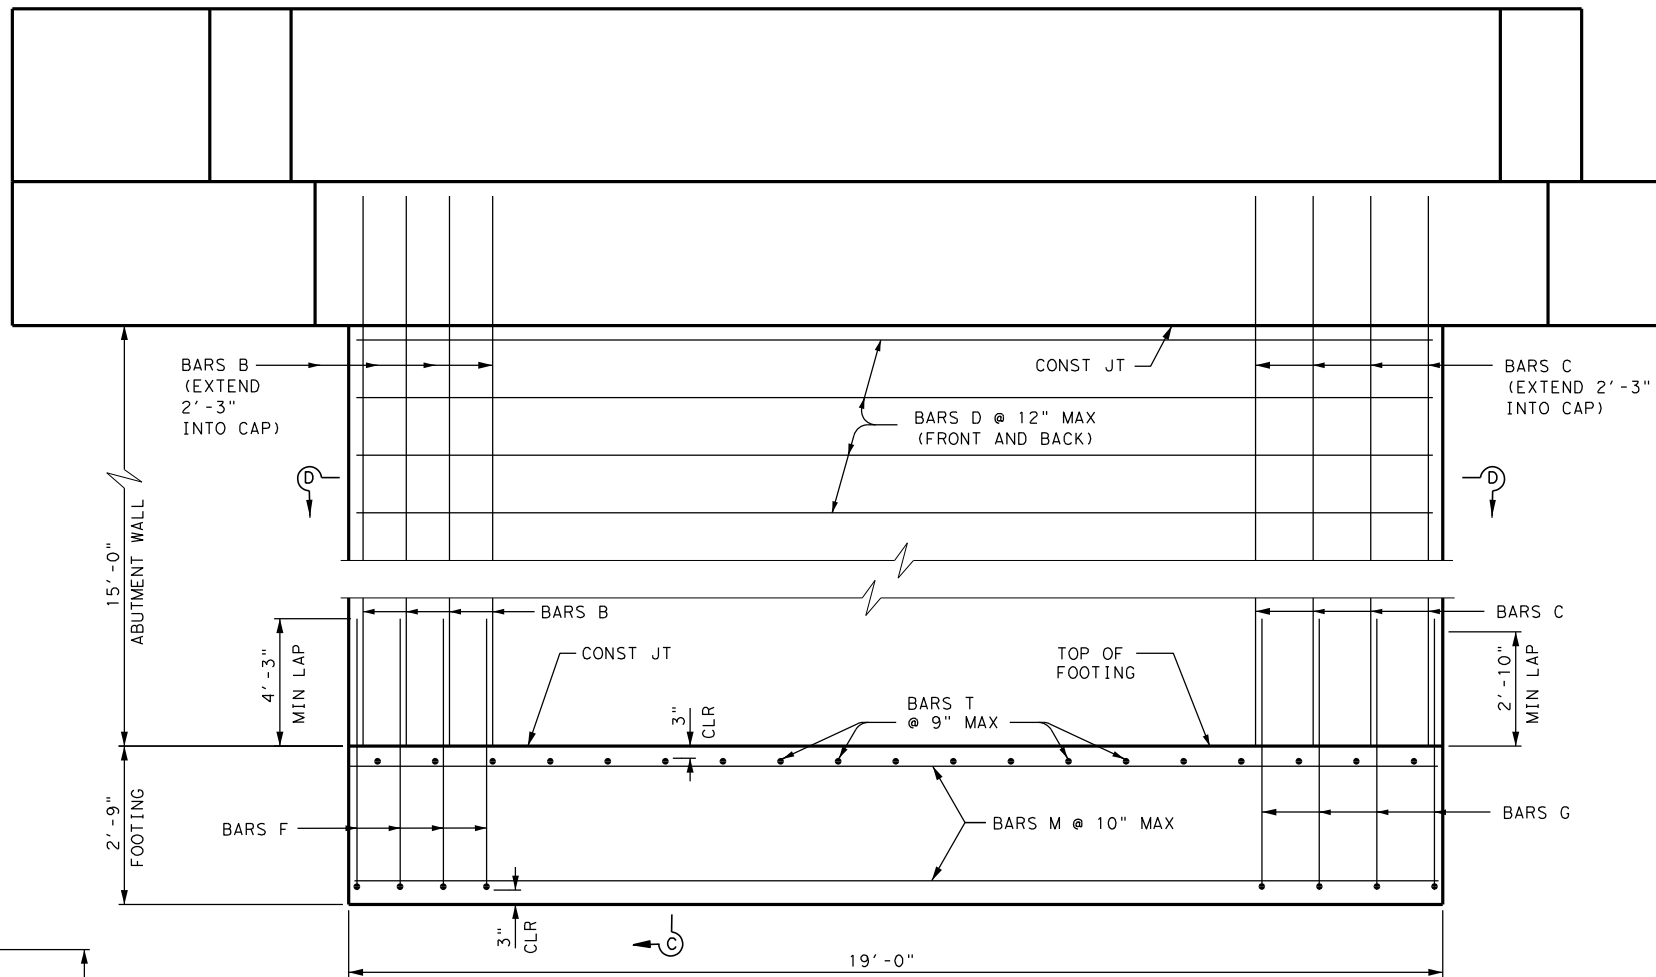 BARS B
(EXTEND
2'-3"
INTO CAP)
CONST JT
BARS C
(EXTEND 2'-3"
INTO CAP)
BARS D @ 12" MAX
(FRONT AND BACK)
D
D
15'-0"
ABUTMENT WALL
BARS B
BARS C
4'-3"
MIN LAP
CONST JT
TOP OF
FOOTING
2'-10"
MIN LAP
3"
CLR
BARS T
@ 9" MAX
2'-9"
FOOTING
BARS F
BARS M @ 10" MAX
BARS G
3"
CLR
C
19'-0"